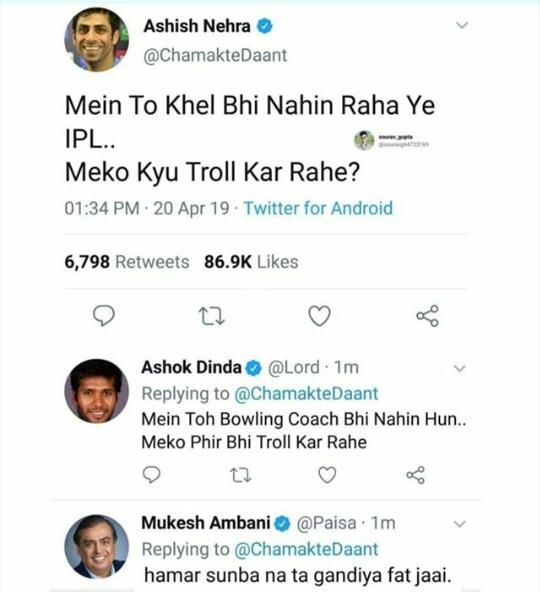 Ashish Nehra
@ChamakteDaant
Mein To Khel Bhi Nahin Raha Ye
IPL..
sourav_gupta
Meko Kyu Troll Kar Rahe?
01:34 PM · 20 Apr 19 · Twitter for Android
6,798 Retweets 86.9K Likes
Ashok Dinda @Lord · 1m
Replying to @ChamakteDaant
Mein Toh Bowling Coach Bhi Nahin Hun..
Meko Phir Bhi Troll Kar Rahe
Mukesh Ambani @Paisa · 1m
Replying to @ChamakteDaant
hamar sunba na ta gandiya fat jaai.